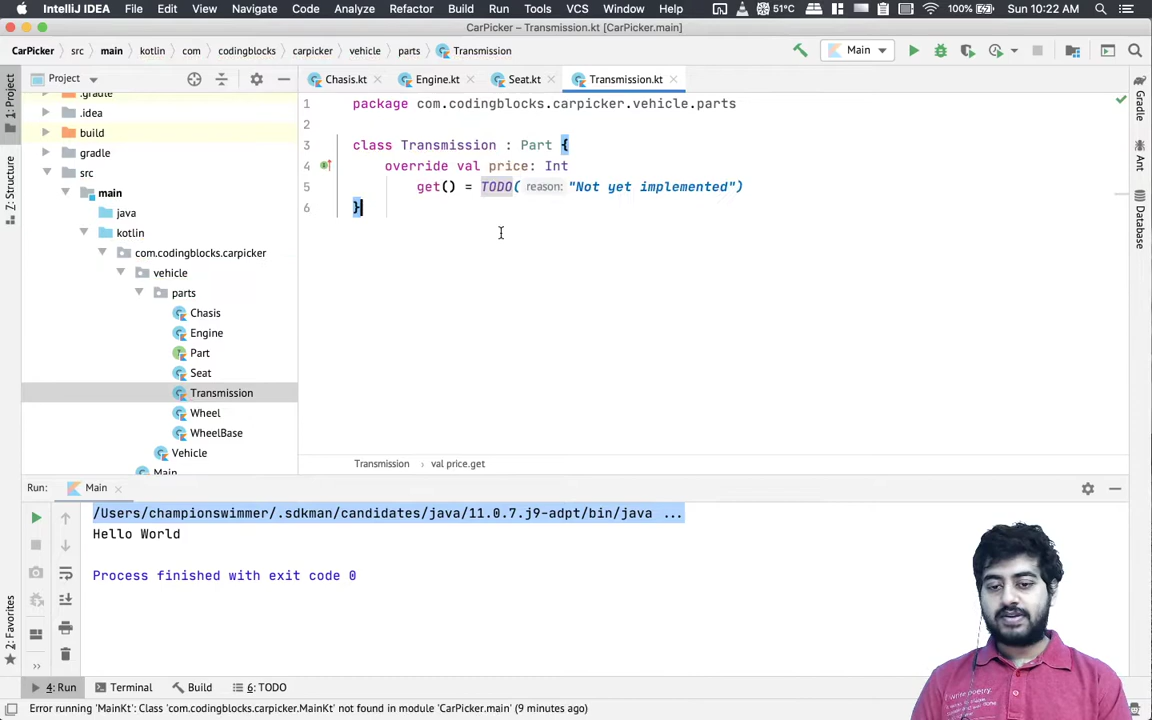 IntelliJ IDEA File Edit View Navigate Code Analyze Refactor Build Run Tools VCS Window Help 51°C 100% Sun 10:22 AM
CarPicker – Transmission.kt [CarPicker.main]
CarPicker src main kotlin com codingblocks carpicker vehicle parts Transmission Main
1: Project
Z: Structure
2: Favorites
Project
Chasis.kt Engine.kt Seat.kt Transmission.kt
.gradle
.idea
build
gradle
src
main
java
kotlin
com.codingblocks.carpicker
vehicle
parts
Chasis
Engine
Part
Seat
Transmission
Wheel
WheelBase
Vehicle
Main
1 package com.codingblocks.carpicker.vehicle.parts
2
3 class Transmission : Part {
4 override val price: Int
5 get() = TODO( reason: "Not yet implemented")
6 }
Transmission › val price.get
Gradle
Ant
Database
Run: Main
/Users/championswimmer/.sdkman/candidates/java/11.0.7.j9-adpt/bin/java ...
Hello World
Process finished with exit code 0
I write poetry.
4: Run Terminal Build 6: TODO
Error running 'MainKt': Class 'com.codingblocks.carpicker.MainKt' not found in module 'CarPicker.main' (9 minutes ago)